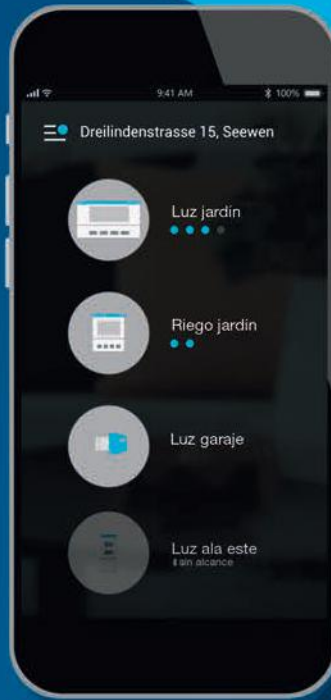 9:41 AM
100%
Dreilindenstrasse 15, Seewen
Luz jardin
Riego jardin
Luz garaje
Luz ala este
sin alcance